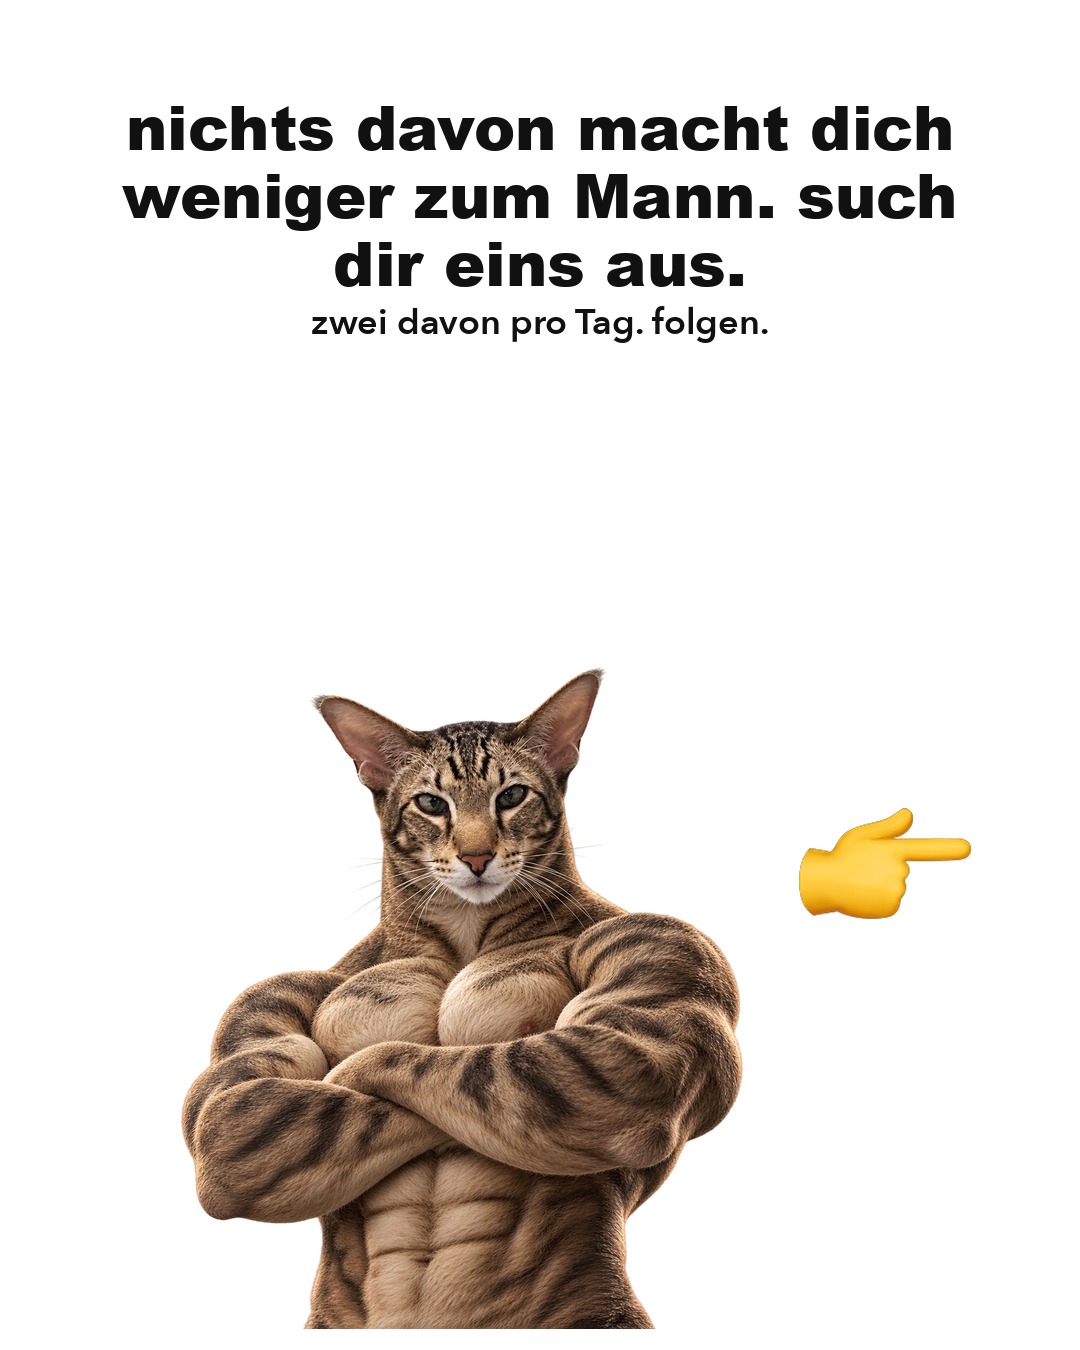 nichts davon macht dich
weniger zum Mann. such
dir eins aus.
zwei davon pro Tag. folgen.